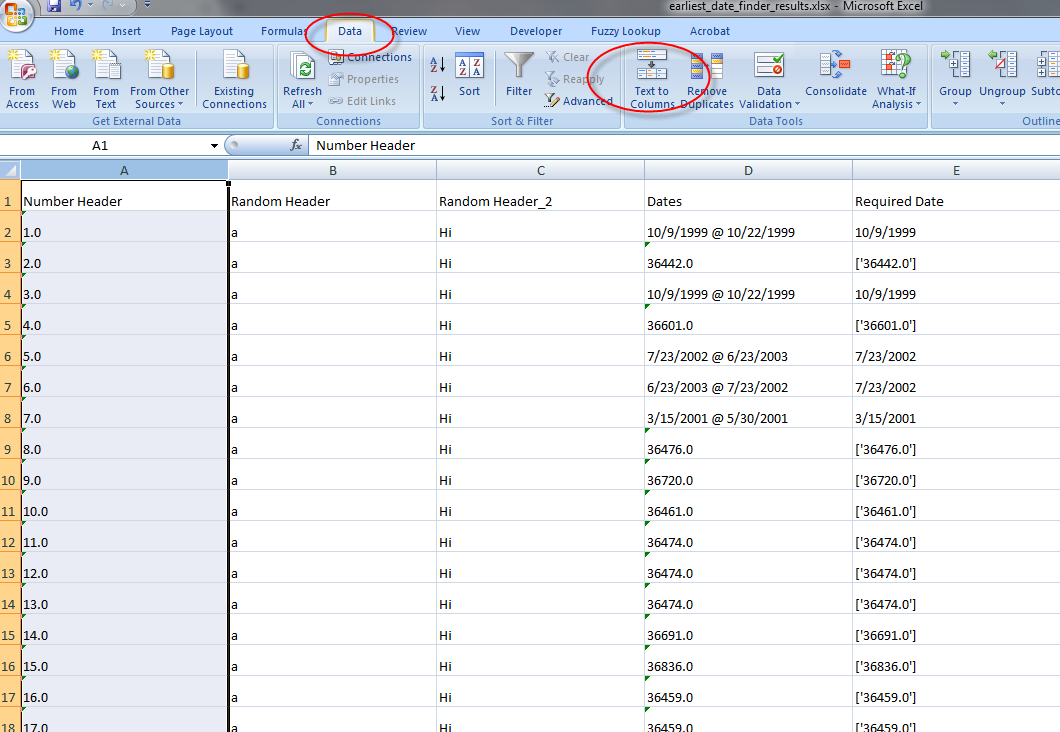 earliest_date_finder_results.xlsx - Microsoft Excel
Home Insert Page Layout Formulas Data Review View Developer Fuzzy Lookup Acrobat
From Access From Web From Text From Other Sources Existing Connections Refresh All Connections Properties Edit Links Sort Filter Clear Reapply Advanced Text to Columns Remove Duplicates Data Validation Consolidate What-If Analysis Group Ungroup
Get External Data Connections Sort & Filter Data Tools Outline
A1 fx Number Header
A B C D E
1 Number Header Random Header Random Header_2 Dates Required Date
2 1.0 a Hi 10/9/1999 @ 10/22/1999 10/9/1999
3 2.0 a Hi 36442.0 ['36442.0']
4 3.0 a Hi 10/9/1999 @ 10/22/1999 10/9/1999
5 4.0 a Hi 36601.0 ['36601.0']
6 5.0 a Hi 7/23/2002 @ 6/23/2003 7/23/2002
7 6.0 a Hi 6/23/2003 @ 7/23/2002 7/23/2002
8 7.0 a Hi 3/15/2001 @ 5/30/2001 3/15/2001
9 8.0 a Hi 36476.0 ['36476.0']
10 9.0 a Hi 36720.0 ['36720.0']
11 10.0 a Hi 36461.0 ['36461.0']
12 11.0 a Hi 36474.0 ['36474.0']
13 12.0 a Hi 36474.0 ['36474.0']
14 13.0 a Hi 36474.0 ['36474.0']
15 14.0 a Hi 36691.0 ['36691.0']
16 15.0 a Hi 36836.0 ['36836.0']
17 16.0 a Hi 36459.0 ['36459.0']
18 17.0 a Hi 36459.0 ['36459.0']